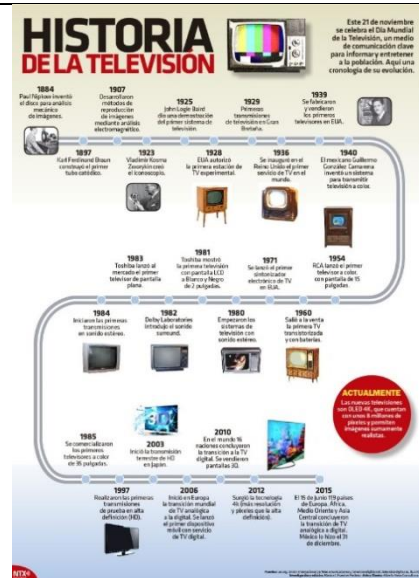 HISTORIA
DE LA TELEVISIÓN
Este 21 de noviembre
se celebra el Día Mundial
de la Televisión, un medio
de comunicación clave
para informar y entretener
a la población. Aquí una
cronología de su evolución.
1884
Paul Nipkow inventó
el disco para análisis
mecánico
de imágenes.
1907
Desarrollaron
métodos de
reproducción
de imágenes
mediante análisis
electromagnético.
1925
John Logie Baird
dio una demostración
del primer sistema de
televisión.
1929
Primeras
transmisiones
de televisión en Gran
Bretaña.
1939
Se fabricaron
y vendieron
los primeros
televisores en EUA.
1897
Karl Ferdinand Braun
construyó el primer
tubo catódico.
1923
Vladimir Kosma
Zworykin creó
el iconoscopio.
1928
EUA autorizó
la primera estación de
TV experimental.
1936
Se inauguró en el
Reino Unido el primer
servicio de TV en el
mundo.
1940
El mexicano Guillermo
González Camarena
inventó un sistema
para transmitir
televisión a color.
1983
Toshiba lanzó al
mercado el primer
televisor de pantalla
plana.
1981
Toshiba mostró
la primera televisión
con pantalla LCD
a Blanco y Negro
de 2 pulgadas.
1971
Se lanzó el primer
sintonizador
electrónico de TV
en EUA.
1954
RCA lanzó el primer
televisor a color,
con pantalla de 15
pulgadas.
1984
Iniciaron las primeras
transmisiones
en sonido estéreo.
1982
Dolby Laboratories
introdujo el sonido
surround.
1980
Empezaron los
sistemas de
televisión con
sonido estéreo.
1960
Salió a la venta
la primera TV
transistorizada
y con baterías.
ACTUALMENTE
Las nuevas televisiones
son OLED 4K, que cuentan
con unos 8 millones de
píxeles y permiten
imágenes sumamente
realistas.
1985
Se comercializaron
los primeros
televisores a color
de 35 pulgadas.
2003
Inició la transmisión
terrestre de HD
en Japón.
2010
En el mundo 16
naciones concluyeron
la transición a la TV
digital. Se vendieron
pantallas 3D.
1997
Realizaron las primeras
transmisiones
de prueba en alta
definición (HD).
2006
Inició en Europa
la transición mundial
de TV analógica
a la digital. Se lanzó
el primer dispositivo
móvil con servicio
de TV digital.
2012
Surgió la tecnología
4K (más resolución
y píxeles que la alta
definición).
2015
El 15 de junio 119 países
de Europa, África,
Medio Oriente y Asia
Central concluyeron
la transición de TV
analógica a digital.
México lo hizo el 31
de diciembre.
NTX